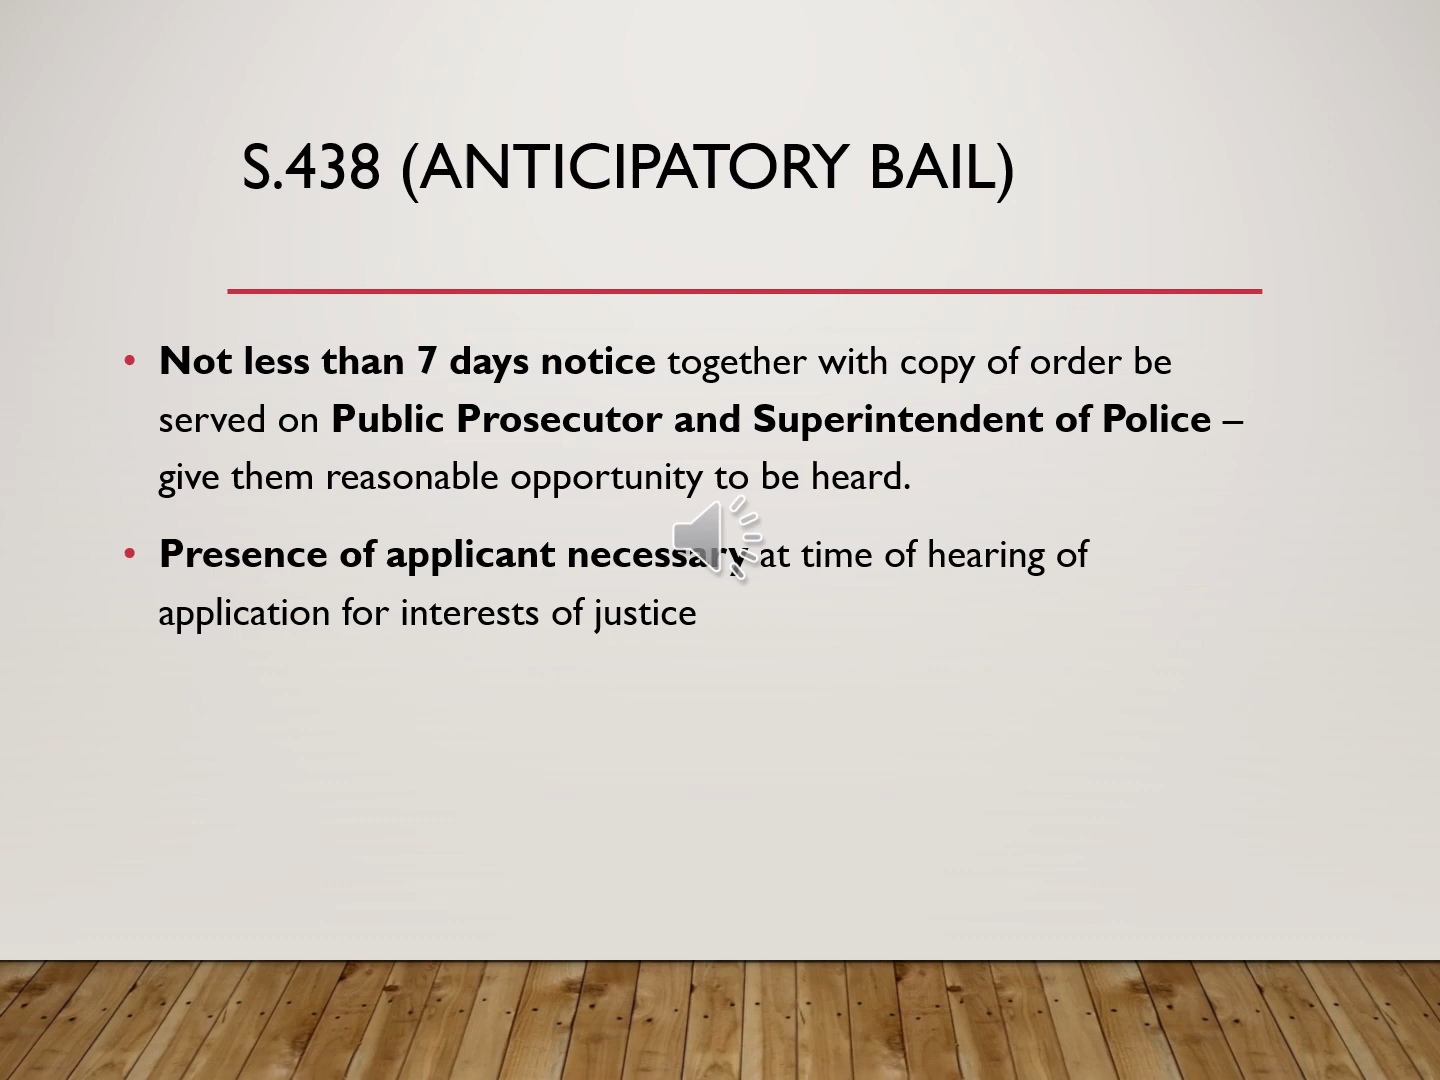 S.438 (ANTICIPATORY BAIL)
• Not less than 7 days notice together with copy of order be
served on Public Prosecutor and Superintendent of Police –
give them reasonable opportunity to be heard.
• Presence of applicant necessary at time of hearing of
application for interests of justice